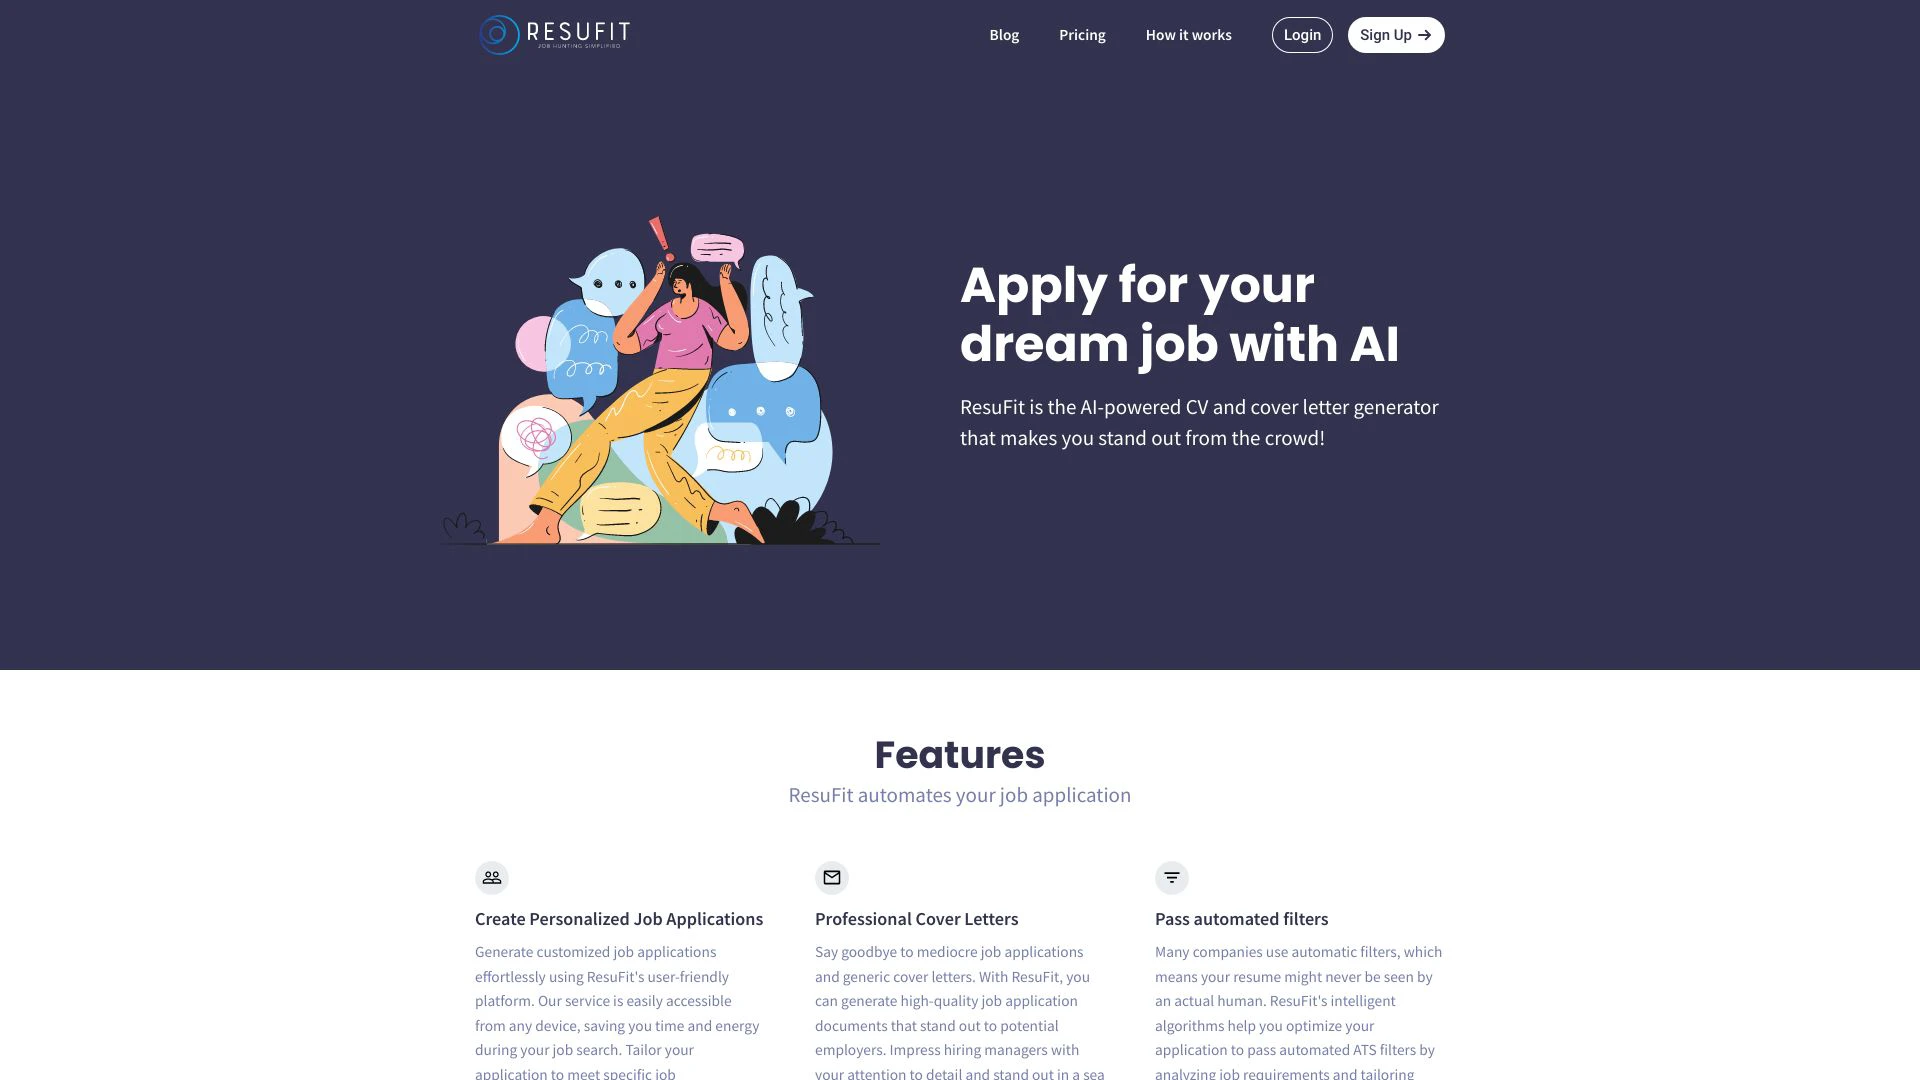 RESUFIT
JOB HUNTING SIMPLIFIED
Blog
Pricing
How it works
Login
Sign Up
Apply for your
dream job with AI
ResuFit is the AI-powered CV and cover letter generator
that makes you stand out from the crowd!
Features
ResuFit automates your job application
Create Personalized Job Applications
Generate customized job applications
effortlessly using ResuFit's user-friendly
platform. Our service is easily accessible
from any device, saving you time and energy
during your job search. Tailor your
application to meet specific job
Professional Cover Letters
Say goodbye to mediocre job applications
and generic cover letters. With ResuFit, you
can generate high-quality job application
documents that stand out to potential
employers. Impress hiring managers with
your attention to detail and stand out in a sea
Pass automated filters
Many companies use automatic filters, which
means your resume might never be seen by
an actual human. ResuFit's intelligent
algorithms help you optimize your
application to pass automated ATS filters by
analyzing job requirements and tailoring